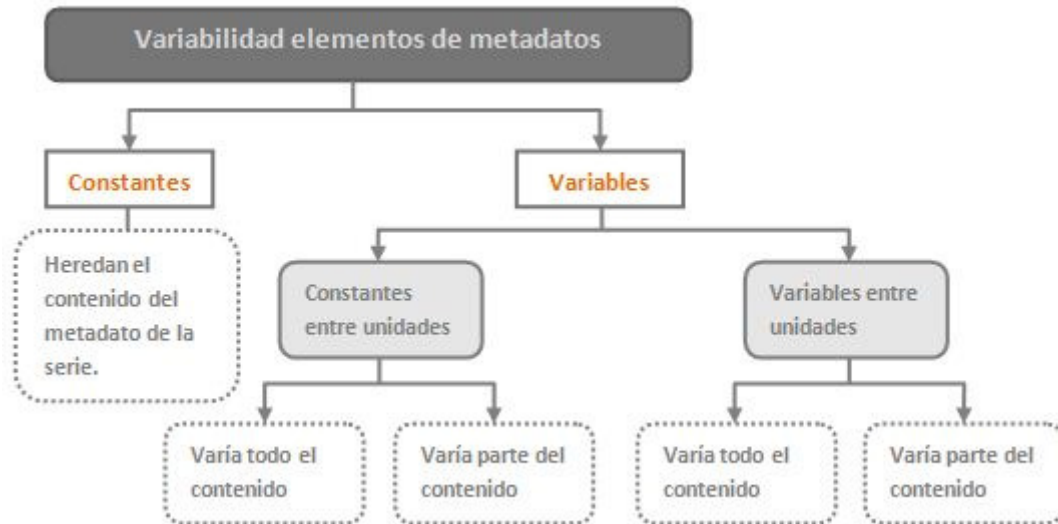 Variabilidad elementos de metadatos
Constantes
Variables
Heredan el
contenido del
metadato de la
serie.
Constantes
entre unidades
Variables entre
unidades
Varía todo el
contenido
Varía parte del
contenido
Varía todo el
contenido
Varía parte del
contenido